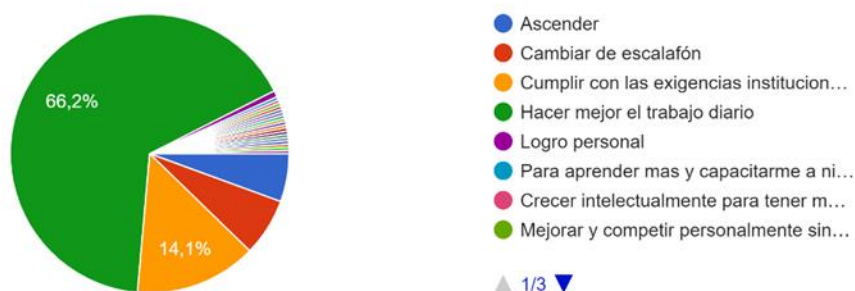 66,2%
14,1%
Ascender
Cambiar de escalafón
Cumplir con las exigencias institucion…
Hacer mejor el trabajo diario
Logro personal
Para aprender mas y capacitarme a ni…
Crecer intelectualmente para tener m…
Mejorar y competir personalmente sin…
1/3